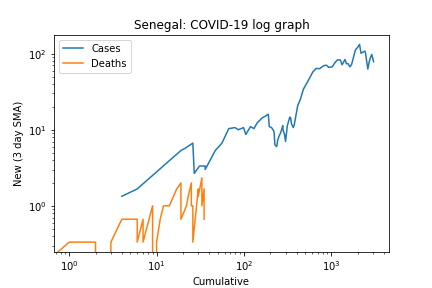 Senegal: COVID-19 log graph
Cases
Deaths
10²
10¹
10⁰
New (3 day SMA)
10⁰ 10¹ 10² 10³
Cumulative